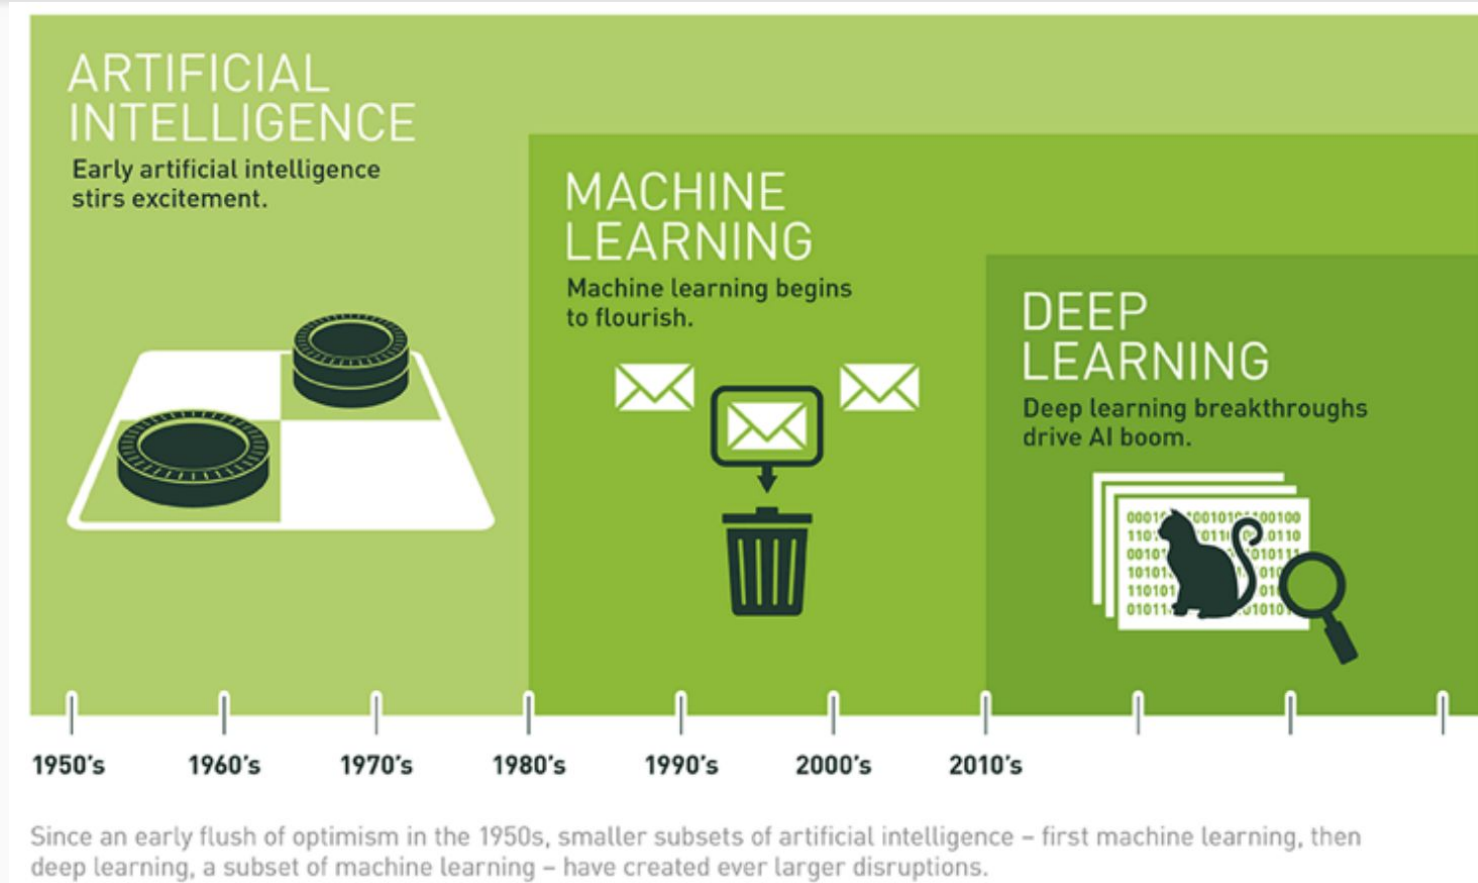 ARTIFICIAL
INTELLIGENCE
Early artificial intelligence
stirs excitement.
MACHINE
LEARNING
Machine learning begins
to flourish.
DEEP
LEARNING
Deep learning breakthroughs
drive AI boom.
1950's
1960's
1970's
1980's
1990's
2000's
2010's
Since an early flush of optimism in the 1950s, smaller subsets of artificial intelligence – first machine learning, then
deep learning, a subset of machine learning – have created ever larger disruptions.